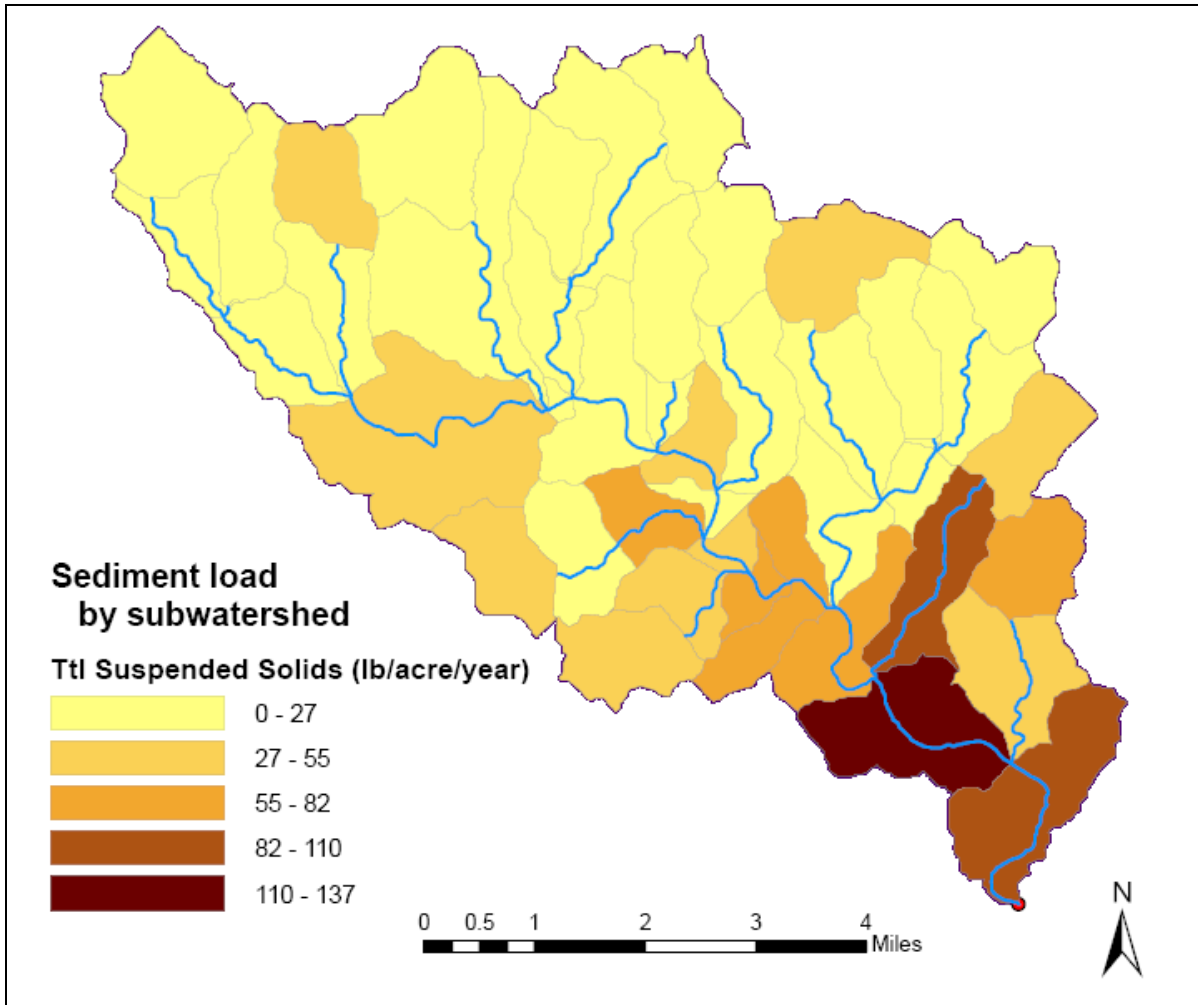 Sediment load
by subwatershed
Ttl Suspended Solids (lb/acre/year)
0 - 27
27 - 55
55 - 82
82 - 110
110 - 137
0 0.5 1 2 3 4
Miles
N